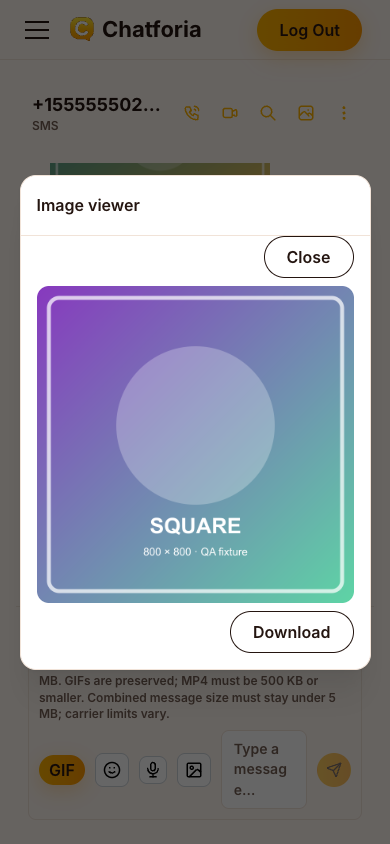 Chatforia
Log Out
+155555502...
SMS
Image viewer
Close
SQUARE
800 × 800 · QA fixture
Download
MB. GIFs are preserved; MP4 must be 500 KB or
smaller. Combined message size must stay under 5
MB; carrier limits vary.
GIF
Type a
messag
e...